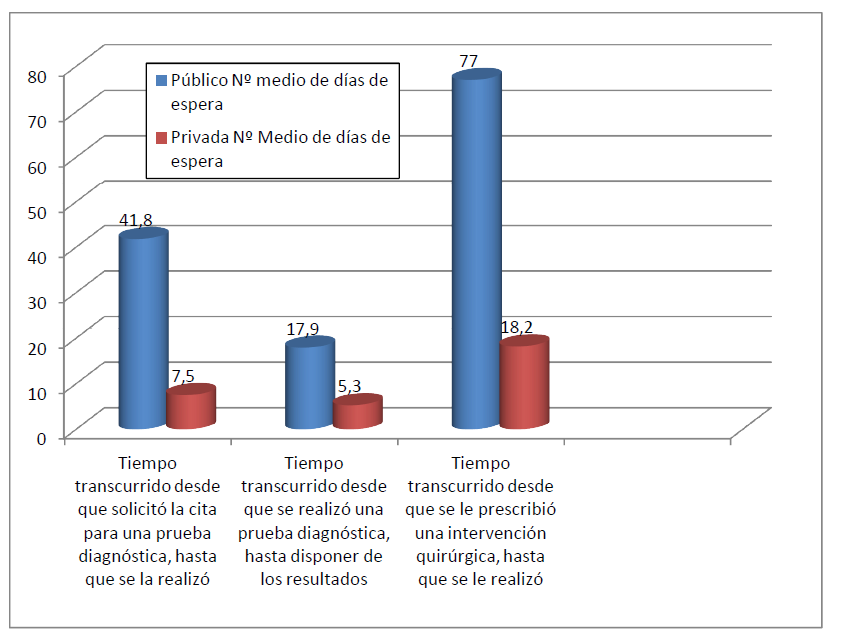 80
70
60
50
40
30
20
10
0
Público Nº medio de días de
espera
Privada Nº Medio de días de
espera
41,8
7,5
17,9
5,3
77
18,2
Tiempo
transcurrido desde
que solicitó la cita
para una prueba
diagnóstica, hasta
que se la realizó
Tiempo
transcurrido desde
que se realizó una
prueba diagnóstica,
hasta disponer de
los resultados
Tiempo
transcurrido desde
que se le prescribió
una intervención
quirúrgica, hasta
que se le realizó